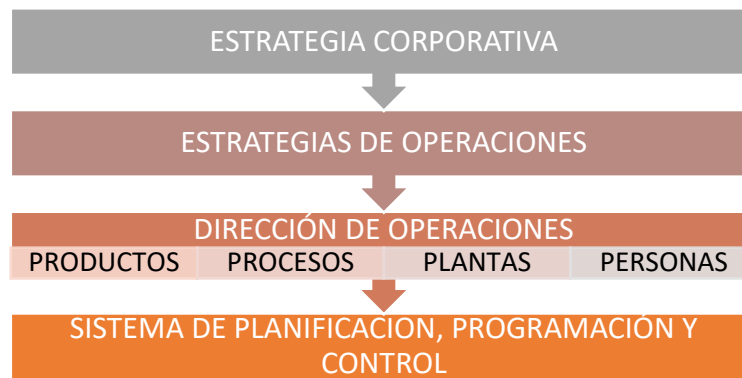 ESTRATEGIA CORPORATIVA
ESTRATEGIAS DE OPERACIONES
DIRECCIÓN DE OPERACIONES
PRODUCTOS PROCESOS PLANTAS PERSONAS
SISTEMA DE PLANIFICACION, PROGRAMACIÓN Y
CONTROL